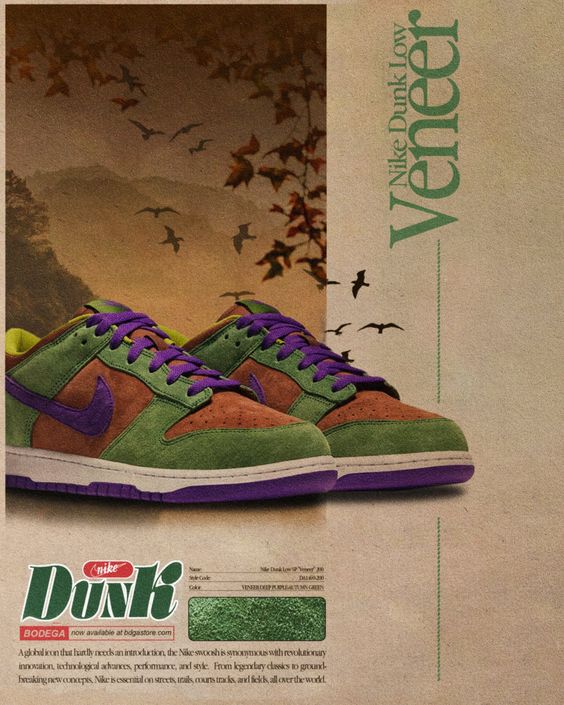 Nike Dunk Low
Veneer
nike
DUNK
BODEGA now available at bdgastore.com
Name: Nike Dunk Low SP "Veneer" 2010
Style Code:
Color: VENEER/DEEP PURPLE/AUTUMN GREEN
A global icon that hardly needs an introduction, the Nike swoosh is synonymous with revolutionary
innovation, technological advances, performance, and style. From legendary classics to ground-
breaking new concepts, Nike is essential on streets, trails, courts tracks, and fields, all over the world.